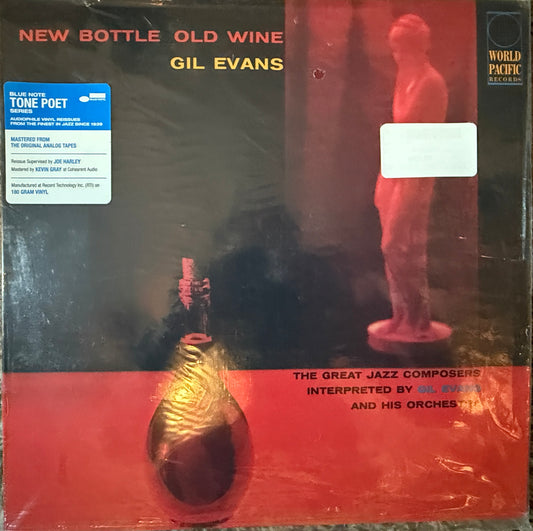 NEW BOTTLE OLD WINE
GIL EVANS
WORLD
PACIFIC
RECORDS
BLUE NOTE
TONE POET
SERIES
AUDIOPHILE VINYL REISSUES
FROM THE FINEST IN JAZZ SINCE 1939
MASTERED FROM
THE ORIGINAL ANALOG TAPES
Reissue Supervised by JOE HARLEY
Mastered by KEVIN GRAY at Cohearent Audio
Manufactured at Record Technology Inc. (RTI) on
180 GRAM VINYL
THE GREAT JAZZ COMPOSERS
INTERPRETED BY GIL EVANS
AND HIS ORCHESTRA